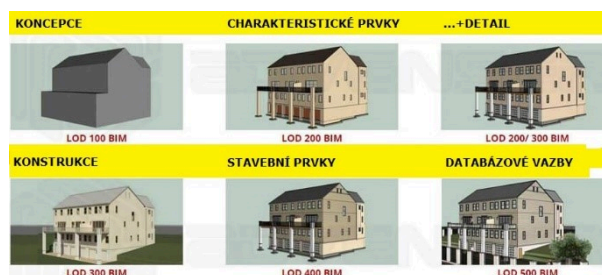 KONCEPCE
CHARAKTERISTICKÉ PRVKY
...+DETAIL
LOD 100 BIM
LOD 200 BIM
LOD 200/ 300 BIM
KONSTRUKCE
STAVEBNÍ PRVKY
DATABÁZOVÉ VAZBY
LOD 300 BIM
LOD 400 BIM
LOD 500 BIM